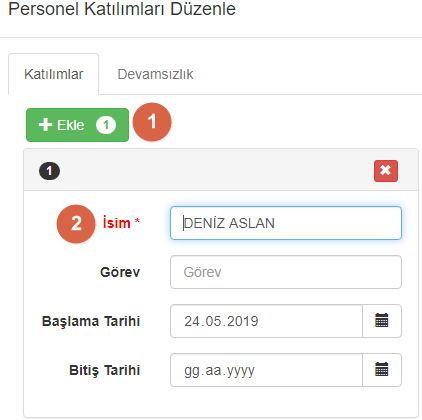 Personel Katılımları Düzenle
Katılımlar Devamsızlık
+ Ekle 1 1
1
2 İsim * DENİZ ASLAN
Görev Görev
Başlama Tarihi 24.05.2019
Bitiş Tarihi gg.aa.yyyy